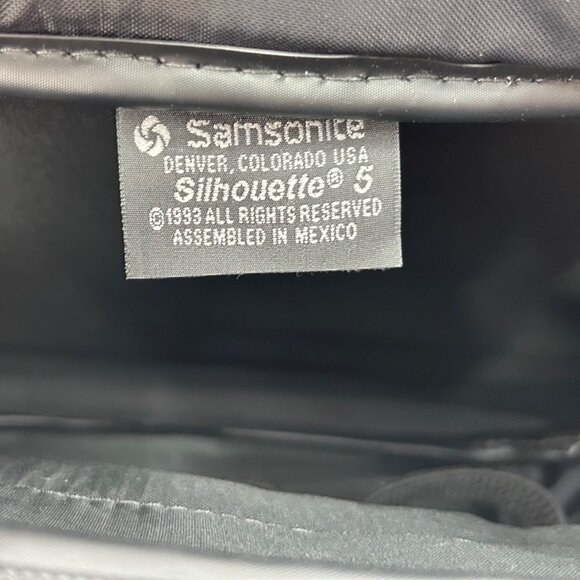 Samsonite
DENVER, COLORADO USA
Silhouette® 5
©1993 ALL RIGHTS RESERVED
ASSEMBLED IN MEXICO